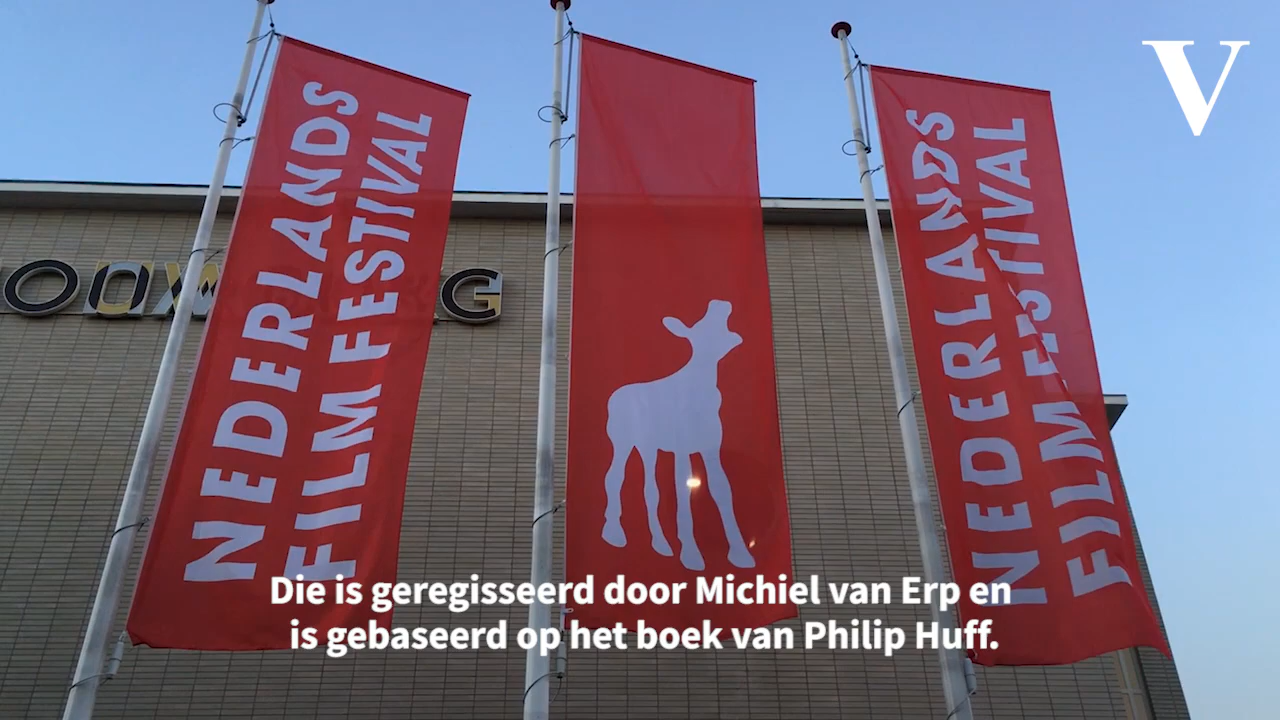 V
NEDERLANDS
FILM FESTIVAL
NEDERLANDS
FILM FESTIVAL
Die is geregisseerd door Michiel van Erp en
is gebaseerd op het boek van Philip Huff.